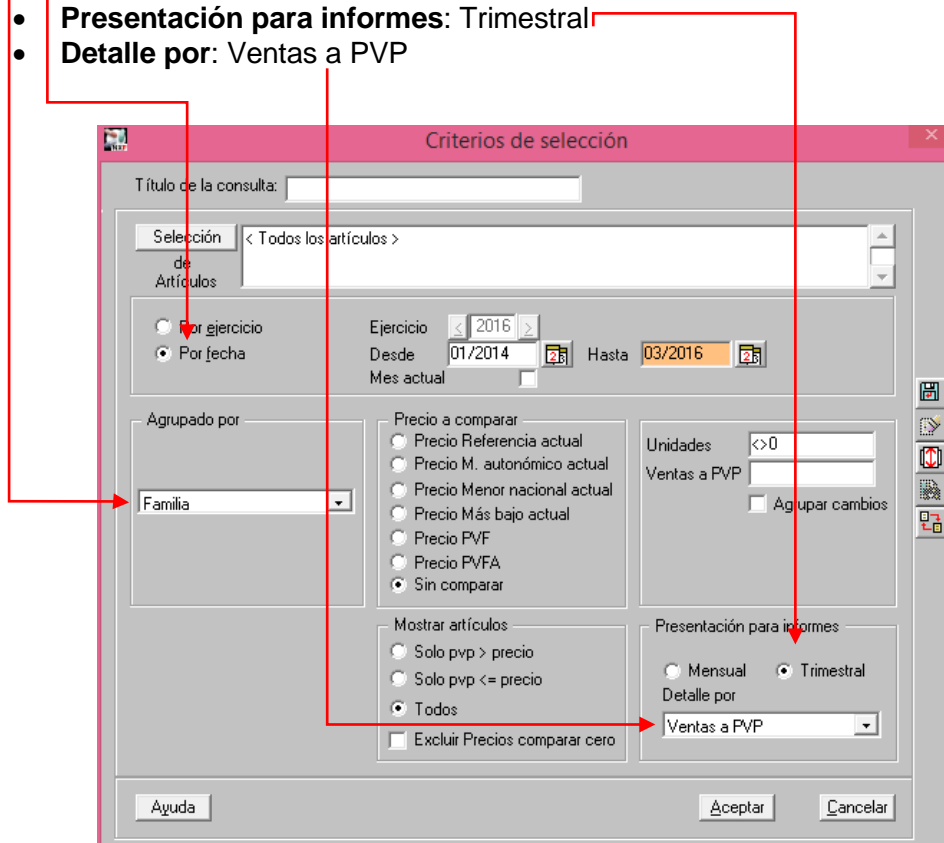 • Presentación para informes: Trimestral
• Detalle por: Ventas a PVP
Criterios de selección
Título de la consulta:
Selección
de
Artículos
< Todos los artículos >
Por ejercicio
Por fecha
Ejercicio < 2016 >
Desde 01/2014 Hasta 03/2016
Mes actual
Agrupado por
Familia
Precio a comparar
Precio Referencia actual
Precio M. autonómico actual
Precio Menor nacional actual
Precio Más bajo actual
Precio PVF
Precio PVFA
Sin comparar
Unidades <>0
Ventas a PVP
Agrupar cambios
Mostrar artículos
Solo pvp > precio
Solo pvp <= precio
Todos
Excluir Precios comparar cero
Presentación para informes
Mensual Trimestral
Detalle por
Ventas a PVP
Ayuda Aceptar Cancelar